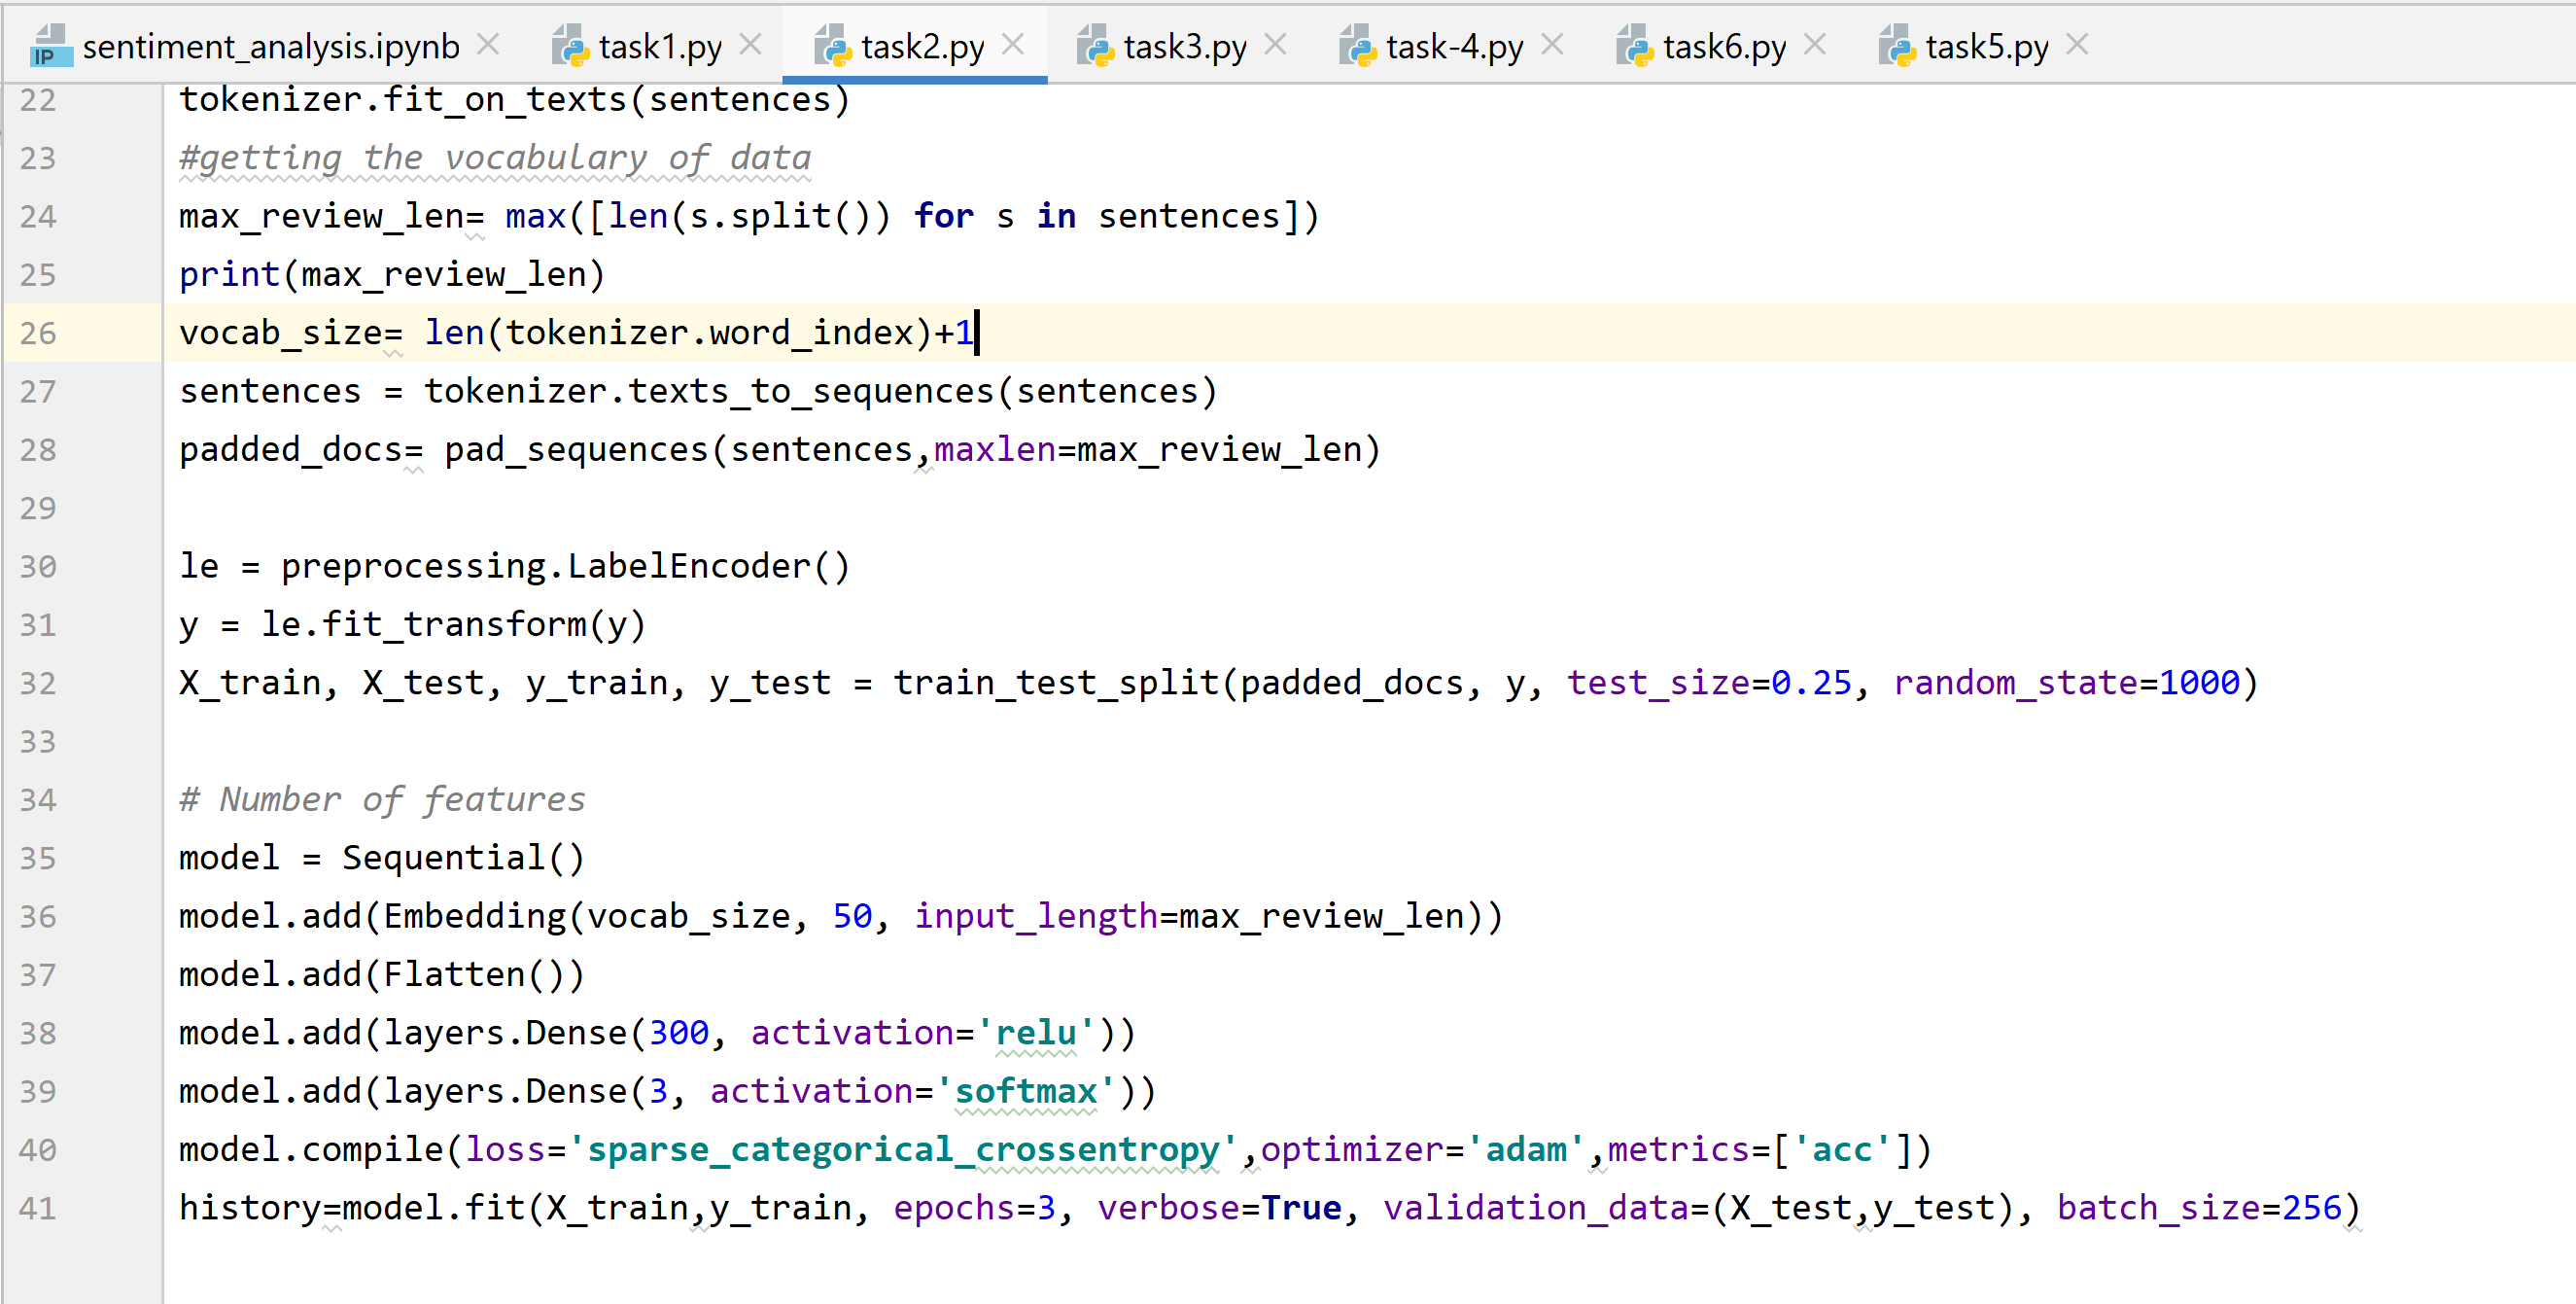 sentiment_analysis.ipynb task1.py task2.py task3.py task-4.py task6.py task5.py
22 tokenizer.fit_on_texts(sentences)
23 #getting the vocabulary of data
24 max_review_len= max([len(s.split()) for s in sentences])
25 print(max_review_len)
26 vocab_size= len(tokenizer.word_index)+1
27 sentences = tokenizer.texts_to_sequences(sentences)
28 padded_docs= pad_sequences(sentences,maxlen=max_review_len)
29
30 le = preprocessing.LabelEncoder()
31 y = le.fit_transform(y)
32 X_train, X_test, y_train, y_test = train_test_split(padded_docs, y, test_size=0.25, random_state=1000)
33
34 # Number of features
35 model = Sequential()
36 model.add(Embedding(vocab_size, 50, input_length=max_review_len))
37 model.add(Flatten())
38 model.add(layers.Dense(300, activation='relu'))
39 model.add(layers.Dense(3, activation='softmax'))
40 model.compile(loss='sparse_categorical_crossentropy',optimizer='adam',metrics=['acc'])
41 history=model.fit(X_train,y_train, epochs=3, verbose=True, validation_data=(X_test,y_test), batch_size=256)